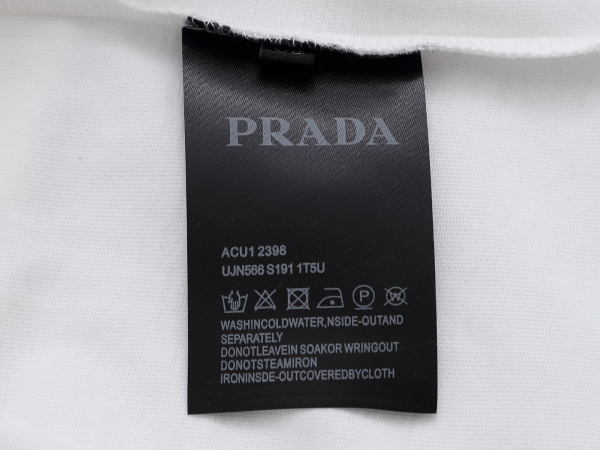 PRADA
ACU1 2398
UJN566 S191 1T5U
P
WASHINCOLDWATER,NSIDE-OUTAND
SEPARATELY
DONOTLEAVEIN SOAKOR WRINGOUT
DONOTSTEAMIRON
IRONINSDE-OUTCOVEREDBYCLOTH